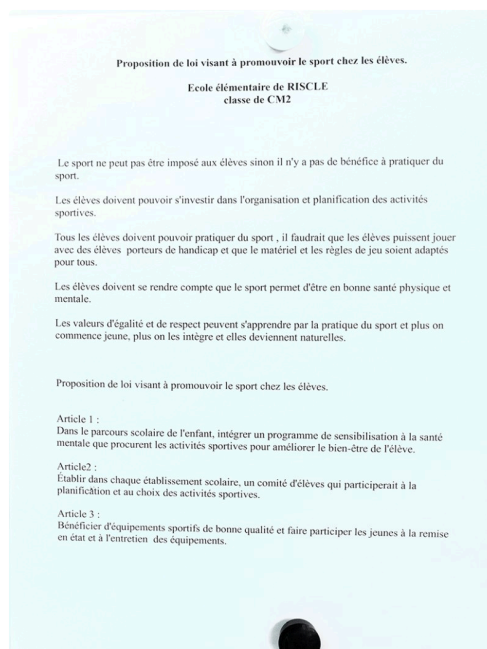 Proposition de loi visant à promouvoir le sport chez les élèves.
Ecole élémentaire de RISCLE
classe de CM2
Le sport ne peut pas être imposé aux élèves sinon il n'y a pas de bénéfice à pratiquer du
sport.
Les élèves doivent pouvoir s'investir dans l'organisation et planification des activités
sportives.
Tous les élèves doivent pouvoir pratiquer du sport , il faudrait que les élèves puissent jouer
avec des élèves porteurs de handicap et que le matériel et les règles de jeu soient adaptés
pour tous.
Les élèves doivent se rendre compte que le sport permet d'être en bonne santé physique et
mentale.
Les valeurs d'égalité et de respect peuvent s'apprendre par la pratique du sport et plus on
commence jeune, plus on les intègre et elles deviennent naturelles.
Proposition de loi visant à promouvoir le sport chez les élèves.
Article 1 :
Dans le parcours scolaire de l'enfant, intégrer un programme de sensibilisation à la santé
mentale que procurent les activités sportives pour améliorer le bien-être de l'élève.
Article2 :
Établir dans chaque établissement scolaire, un comité d'élèves qui participerait à la
planification et au choix des activités sportives.
Article 3 :
Bénéficier d'équipements sportifs de bonne qualité et faire participer les jeunes à la remise
en état et à l'entretien des équipements.